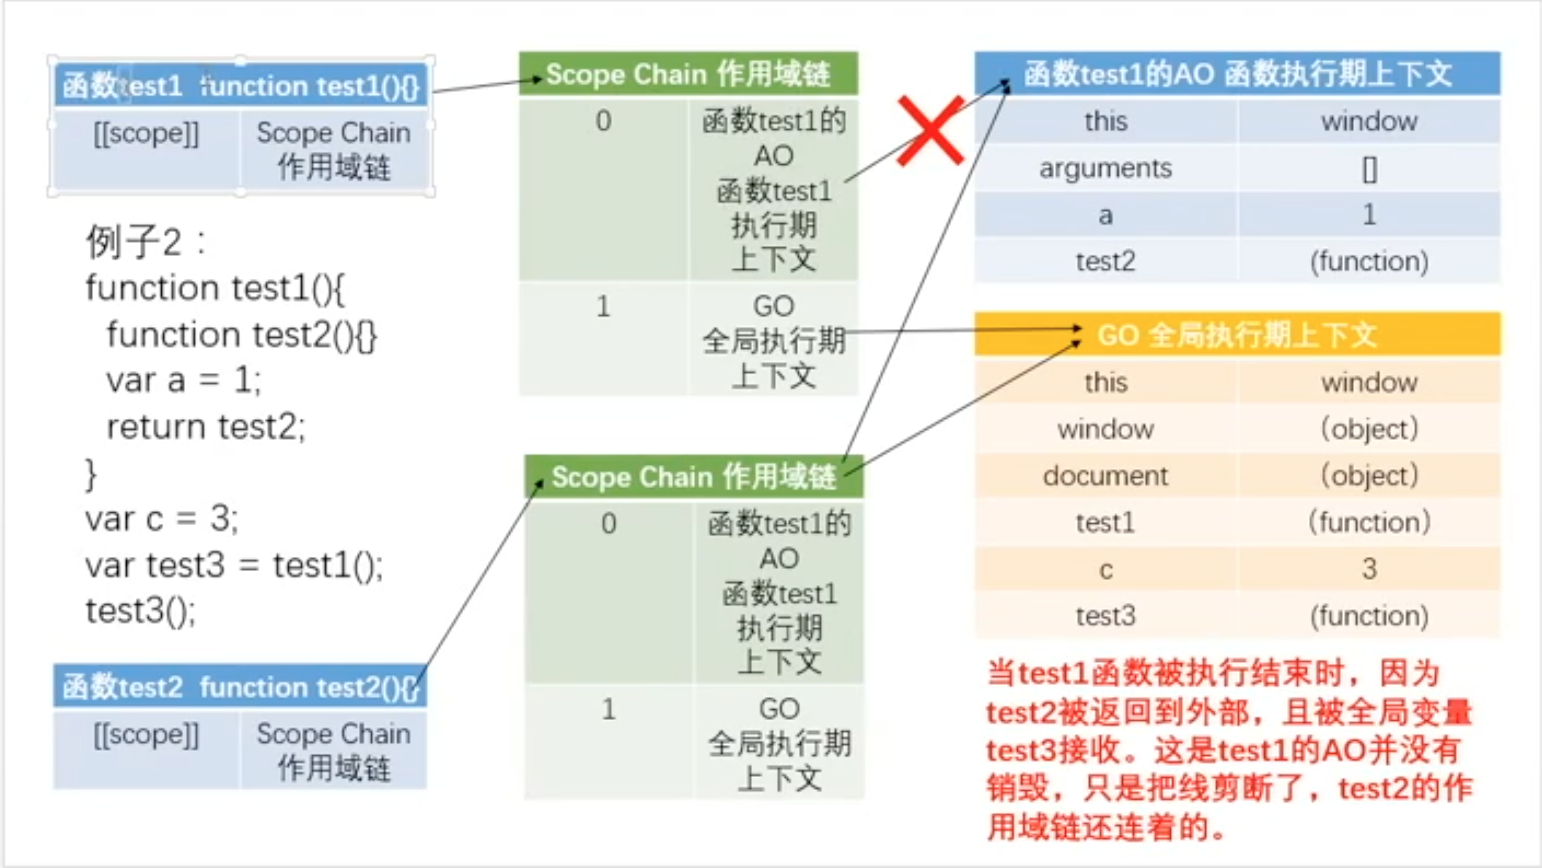 函数test1 function test1(){}
[[scope]] Scope Chain
作用域链
例子2：
function test1(){
function test2(){}
var a = 1;
return test2;
}
var c = 3;
var test3 = test1();
test3();
函数test2 function test2(){}
[[scope]] Scope Chain
作用域链
Scope Chain 作用域链
0 函数test1的
AO
函数test1
执行期
上下文
1 GO
全局执行期
上下文
Scope Chain 作用域链
0 函数test1的
AO
函数test1
执行期
上下文
1 GO
全局执行期
上下文
函数test1的AO 函数执行期上下文
this window
arguments []
a 1
test2 (function)
GO 全局执行期上下文
this window
window （object）
document （object）
test1 （function）
c 3
test3 (function)
当test1函数被执行结束时，因为
test2被返回到外部，且被全局变量
test3接收。这是test1的AO并没有
销毁，只是把线剪断了，test2的作
用域链还连着的。